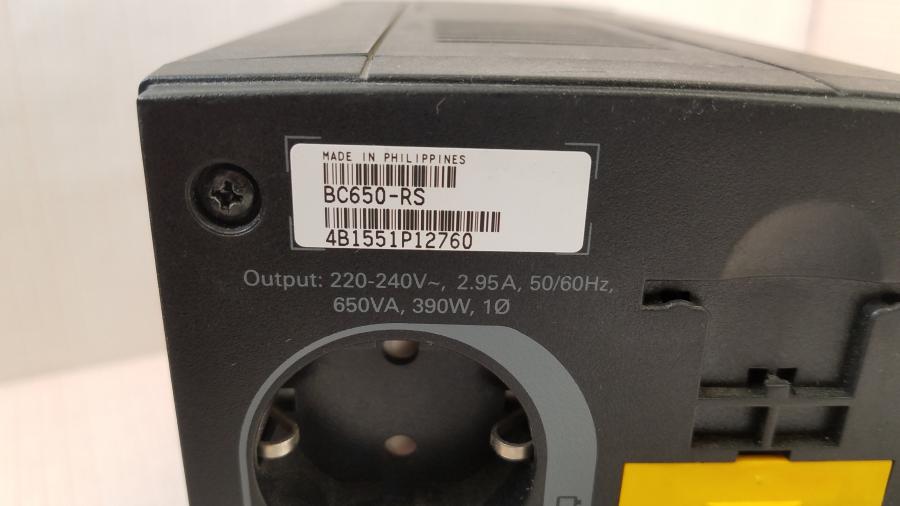 MADE IN PHILIPPINES
BC650-RS
4B1551P12760
Output: 220-240V~, 2.95A, 50/60Hz,
650VA, 390W, 1Ø